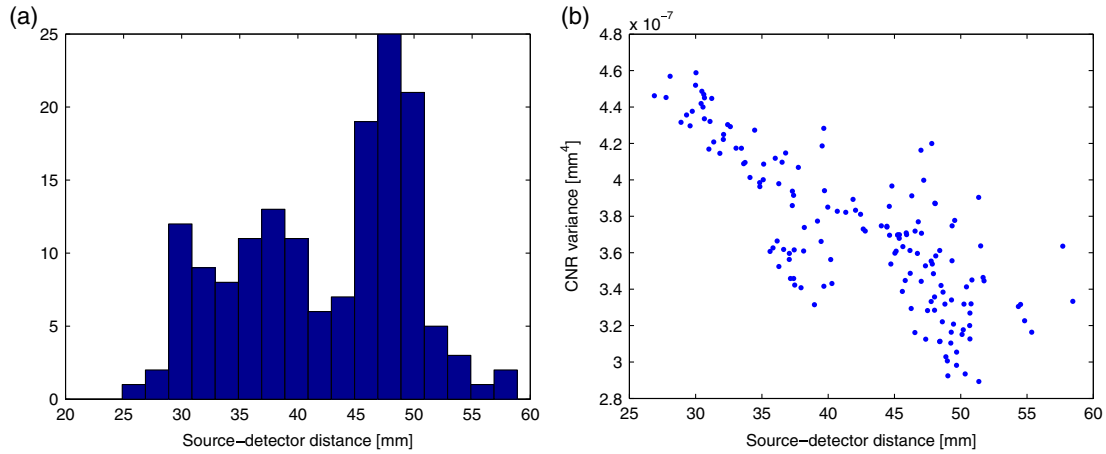 (a)
25
20
15
10
5
0
20 25 30 35 40 45 50 55 60
Source−detector distance [mm]
(b)
x 10⁻⁷
4.8
4.6
4.4
4.2
4
3.8
3.6
3.4
3.2
3
2.8
CNR variance [mm⁴]
25 30 35 40 45 50 55 60
Source−detector distance [mm]